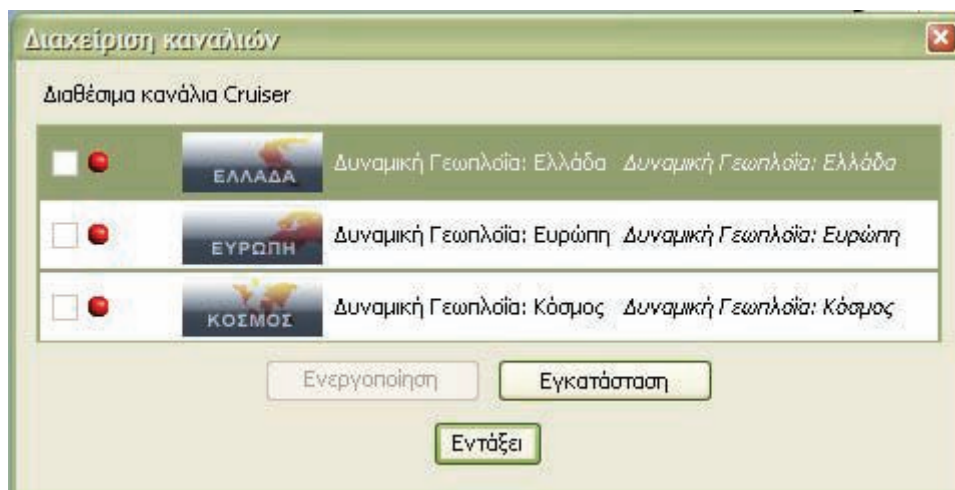 Διαχείριση καναλιών
Διαθέσιμα κανάλια Cruiser
ΕΛΛΑΔΑ Δυναμική Γεωπλοΐα: Ελλάδα Δυναμική Γεωπλοΐα: Ελλάδα
ΕΥΡΩΠΗ Δυναμική Γεωπλοΐα: Ευρώπη Δυναμική Γεωπλοΐα: Ευρώπη
ΚΟΣΜΟΣ Δυναμική Γεωπλοΐα: Κόσμος Δυναμική Γεωπλοΐα: Κόσμος
Ενεργοποίηση Εγκατάσταση
Εντάξει